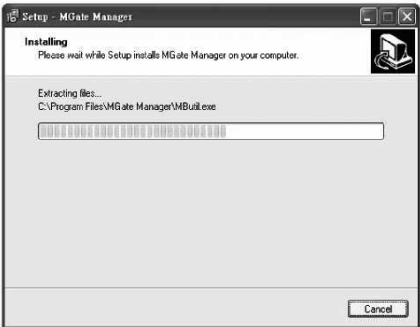 Setup - MGate Manager
Installing
Please wait while Setup installs MGate Manager on your computer.
Extracting files...
C:\Program Files\MGate Manager\MButil.exe
Cancel